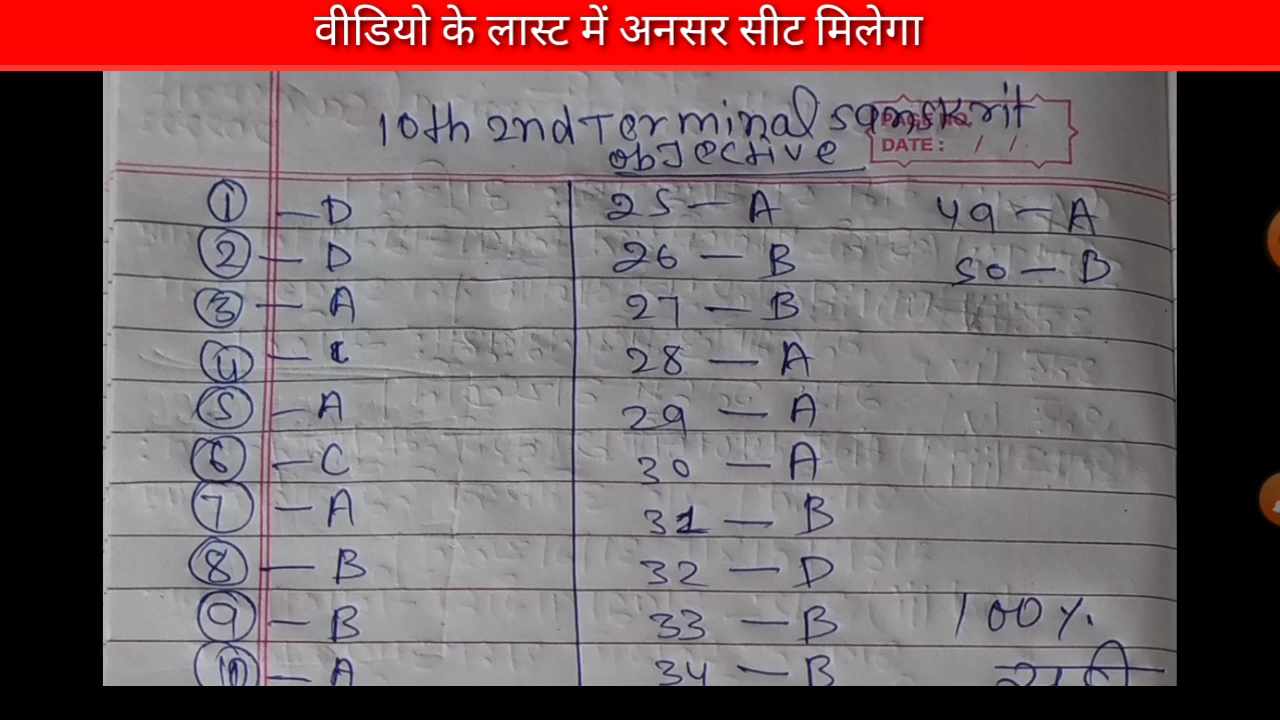 वीडियो के लास्ट में अनसर सीट मिलेगा
10th 2nd Terminal sanskrit
objective
DATE: / /
1 — D
2 — D
3 — A
4 — C
5 — A
6 — C
7 — A
8 — B
9 — B
10 — A
25 — A
26 — B
27 — B
28 — A
29 — A
30 — A
31 — B
32 — D
33 — B
34 — B
49 — A
50 — B
100%.